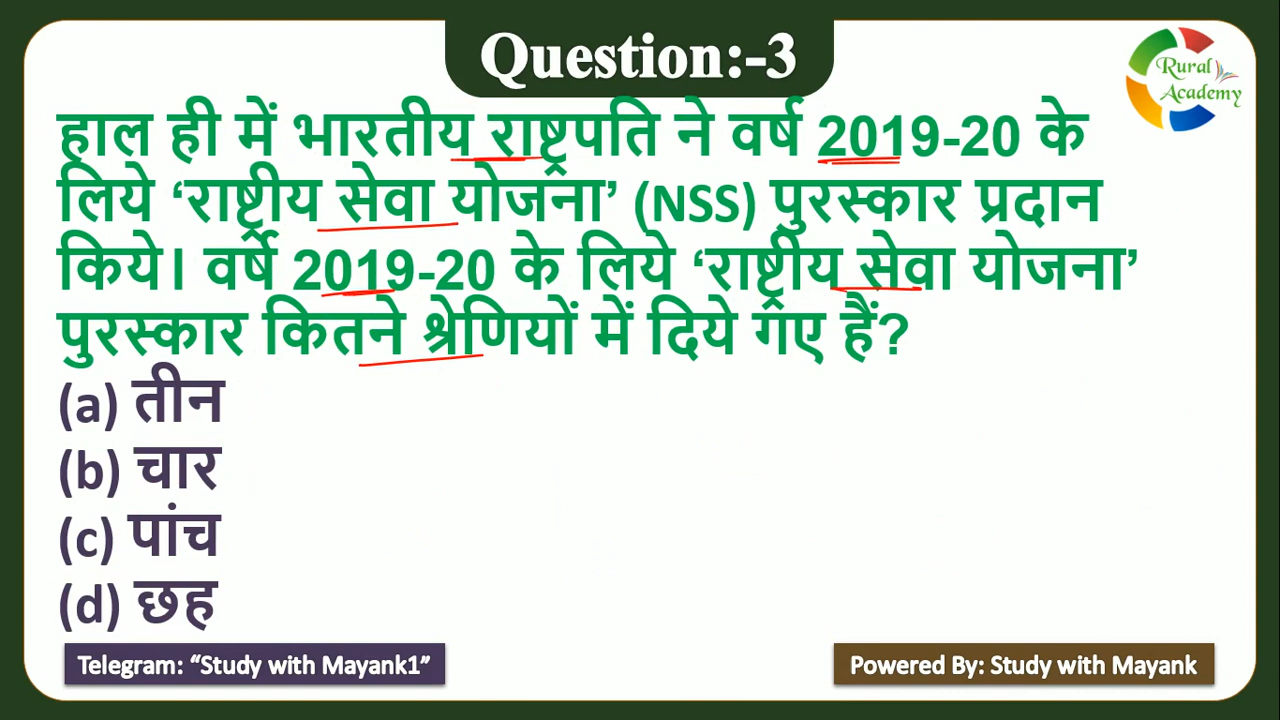 Question:-3
Rural
Academy
हाल ही में भारतीय राष्ट्रपति ने वर्ष 2019-20 के
लिये ‘राष्ट्रीय सेवा योजना’ (NSS) पुरस्कार प्रदान
किये। वर्ष 2019-20 के लिये ‘राष्ट्रीय सेवा योजना’
पुरस्कार कितने श्रेणियों में दिये गए हैं?
(a) तीन
(b) चार
(c) पांच
(d) छह
Telegram: “Study with Mayank1”
Powered By: Study with Mayank